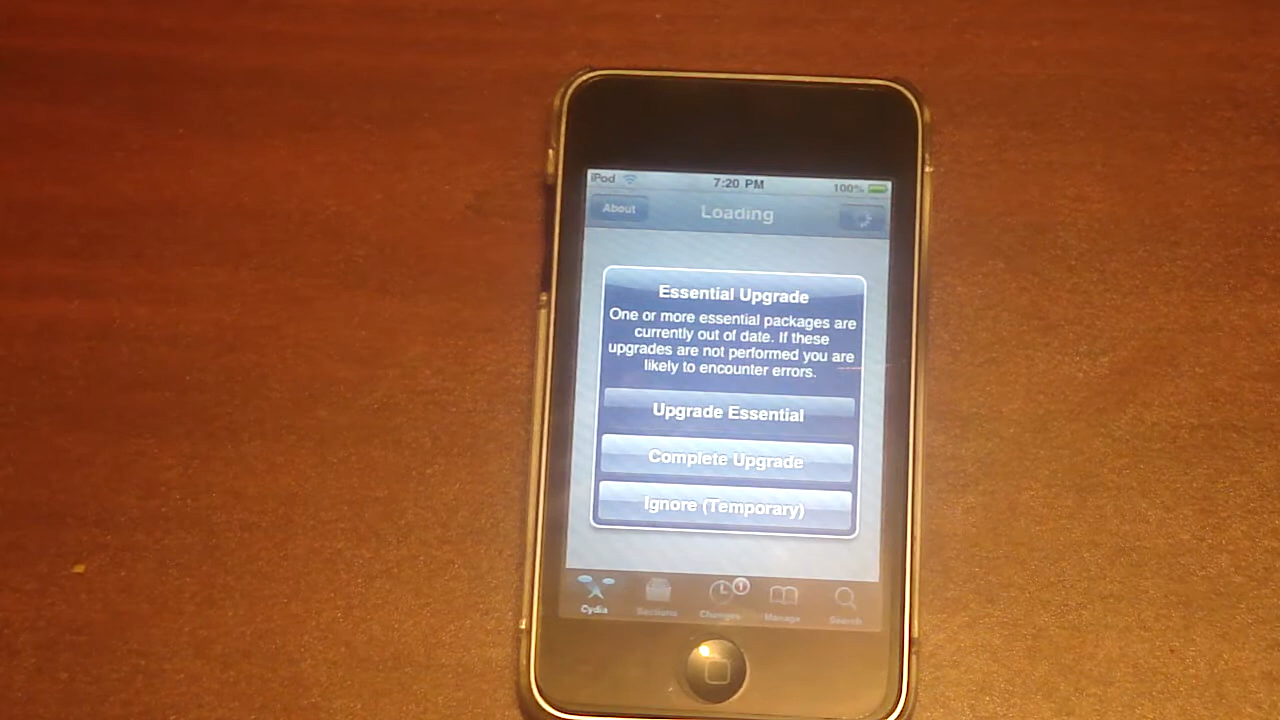 iPod 7:20 PM 100%
About Loading
Essential Upgrade
One or more essential packages are
currently out of date. If these
upgrades are not performed you are
likely to encounter errors.
Upgrade Essential
Complete Upgrade
Ignore (Temporary)
1
Cydia Sections Changes Manage Search